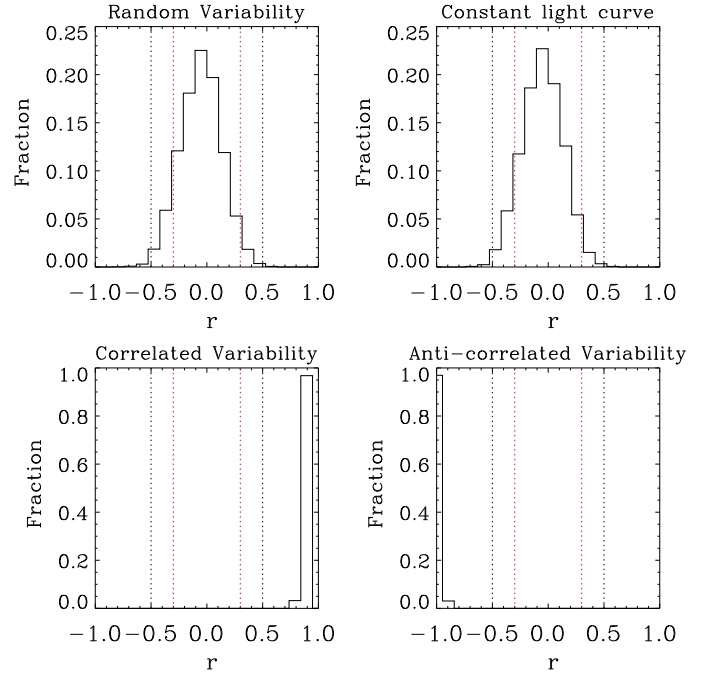 Random Variability
Constant light curve
0.25
0.20
0.15
0.10
0.05
0.00
Fraction
−1.0 −0.5 0.0 0.5 1.0
r
0.25
0.20
0.15
0.10
0.05
0.00
Fraction
−1.0 −0.5 0.0 0.5 1.0
r
Correlated Variability
Anti−correlated Variability
1.0
0.8
0.6
0.4
0.2
0.0
Fraction
−1.0 −0.5 0.0 0.5 1.0
r
1.0
0.8
0.6
0.4
0.2
0.0
Fraction
−1.0 −0.5 0.0 0.5 1.0
r